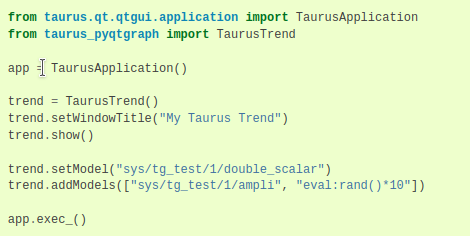 from taurus.qt.qtgui.application import TaurusApplication
from taurus_pyqtgraph import TaurusTrend
app = TaurusApplication()
trend = TaurusTrend()
trend.setWindowTitle("My Taurus Trend")
trend.show()
trend.setModel("sys/tg_test/1/double_scalar")
trend.addModels(["sys/tg_test/1/ampli", "eval:rand()*10"])
app.exec_()